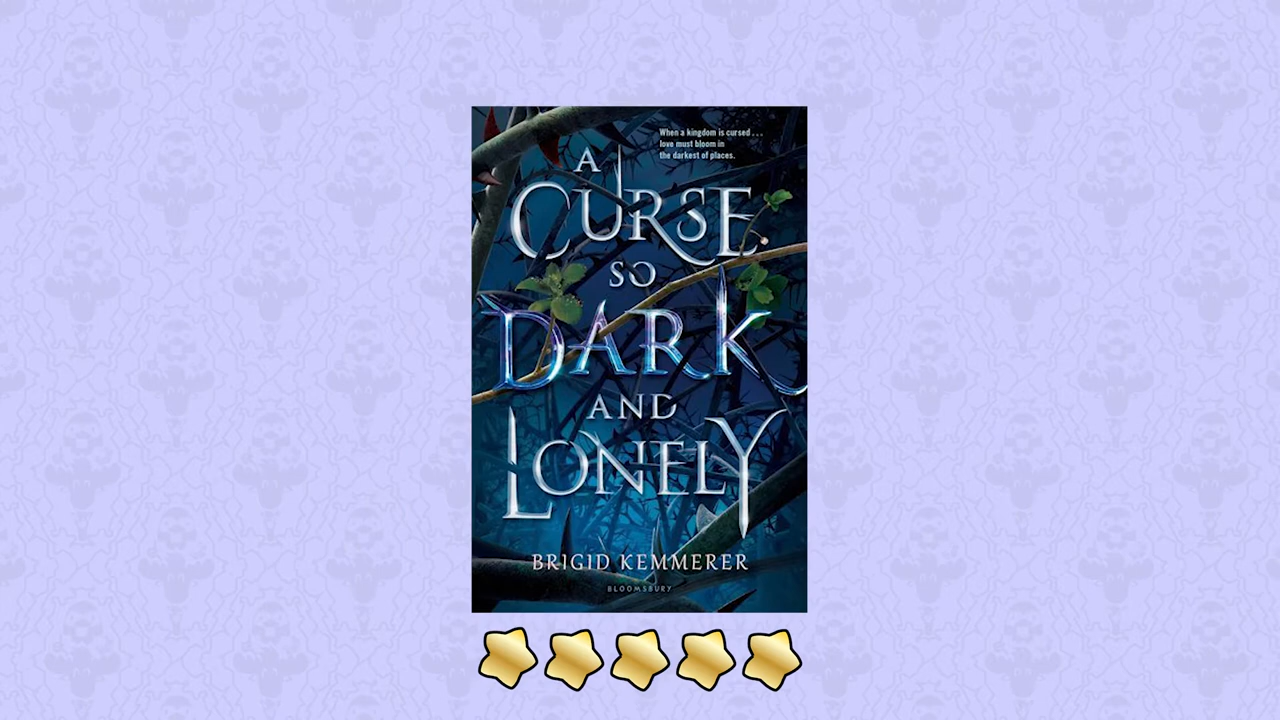 When a kingdom is cursed . . .
love must bloom in
the darkest of places.
A
CURSE
SO
DARK
AND
LONELY
BRIGID KEMMERER
BLOOMSBURY